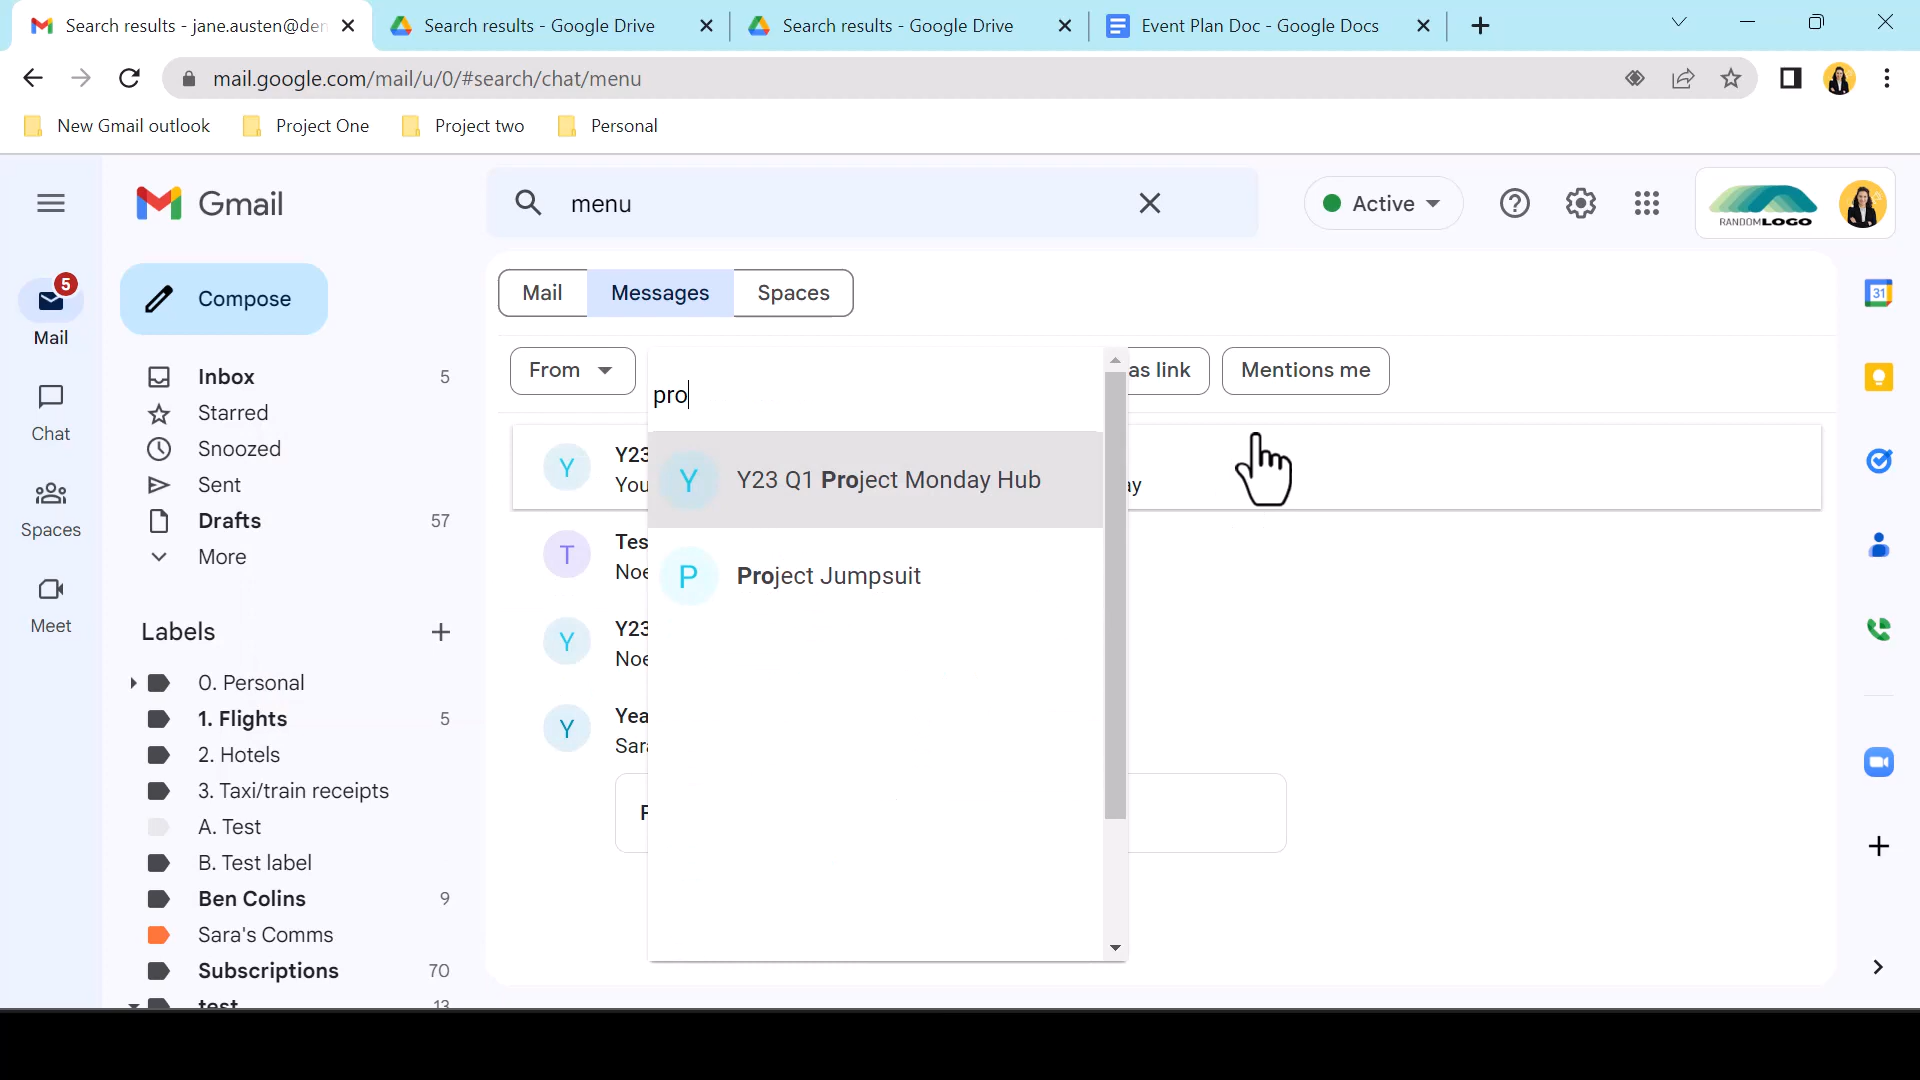 Search results - jane.austen@de
Search results - Google Drive
Search results - Google Drive
Event Plan Doc - Google Docs
mail.google.com/mail/u/0/#search/chat/menu
New Gmail outlook
Project One
Project two
Personal
Gmail
menu
Active
RANDOMLOGO
5
Mail
Chat
Spaces
Meet
Compose
Inbox 5
Starred
Snoozed
Sent
Drafts 57
More
Labels
0. Personal
1. Flights 5
2. Hotels
3. Taxi/train receipts
A. Test
B. Test label
Ben Colins 9
Sara's Comms
Subscriptions 70
test 13
Mail Messages Spaces
From
as link
Mentions me
pro
Y Y23 Q1 Project Monday Hub
P Project Jumpsuit
Y Y23
You
T Tes
Noe
Y Y23
Noe
Y Yea
Sara
31